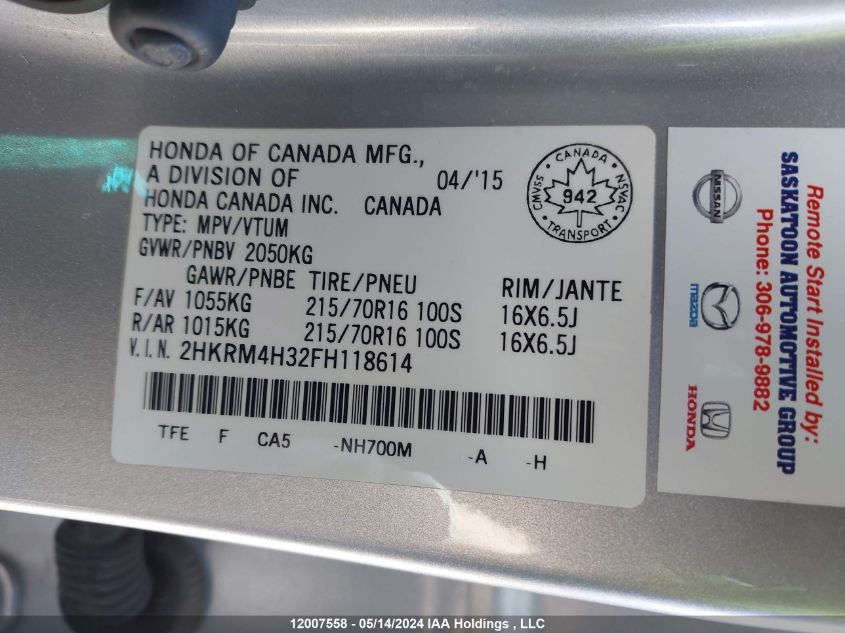 HONDA OF CANADA MFG.,
A DIVISION OF 04/'15
HONDA CANADA INC. CANADA
TYPE: MPV/VTUM
GVWR/PNBV 2050KG
GAWR/PNBE TIRE/PNEU RIM/JANTE
F/AV 1055KG 215/70R16 100S 16X6.5J
R/AR 1015KG 215/70R16 100S 16X6.5J
V.I.N. 2HKRM4H32FH118614
TFE F CA5 -NH700M -A -H
CANADA
CMVSS 942 NSVAC
TRANSPORT
Remote Start Installed by:
SASKATOON AUTOMOTIVE GROUP
Phone: 306-978-9882
NISSAN
mazda
HONDA
12007558 - 05/14/2024 IAA Holdings , LLC